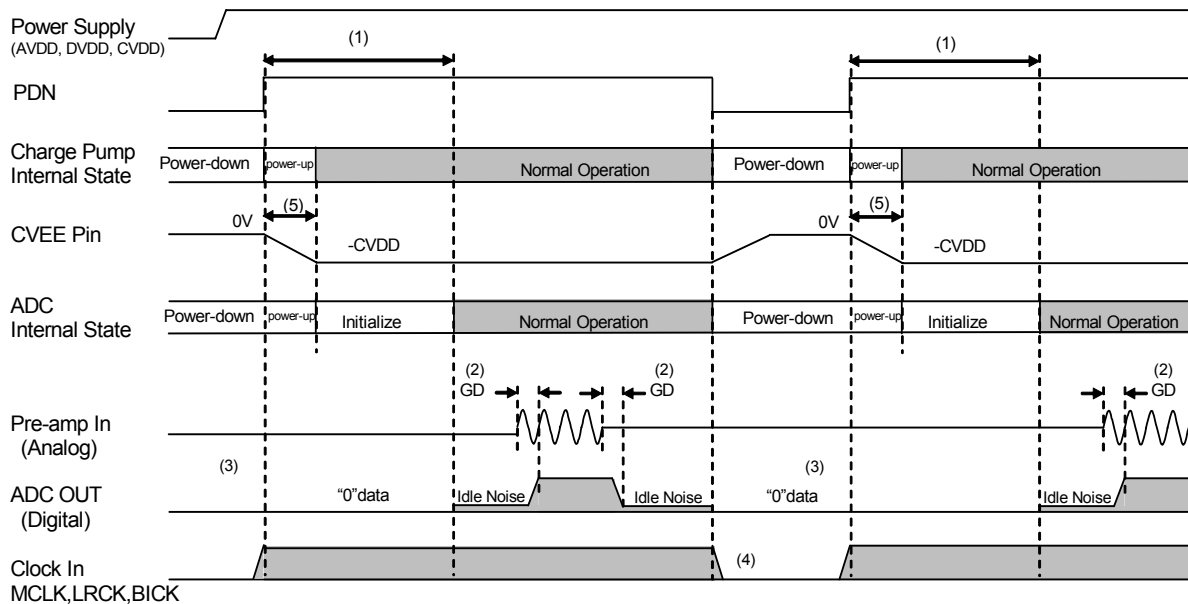 Power Supply
(AVDD, DVDD, CVDD)
(1) (1)
PDN
Charge Pump
Internal State
Power-down power-up Normal Operation Power-down power-up Normal Operation
(5) (5)
0V 0V
CVEE Pin
-CVDD -CVDD
ADC
Internal State
Power-down power-up Initialize Normal Operation Power-down power-up Initialize Normal Operation
(2) (2) (2)
GD GD GD
Pre-amp In
(Analog)
(3) (3)
ADC OUT
(Digital)
“0”data Idle Noise Idle Noise “0”data Idle Noise
(4)
Clock In
MCLK,LRCK,BICK